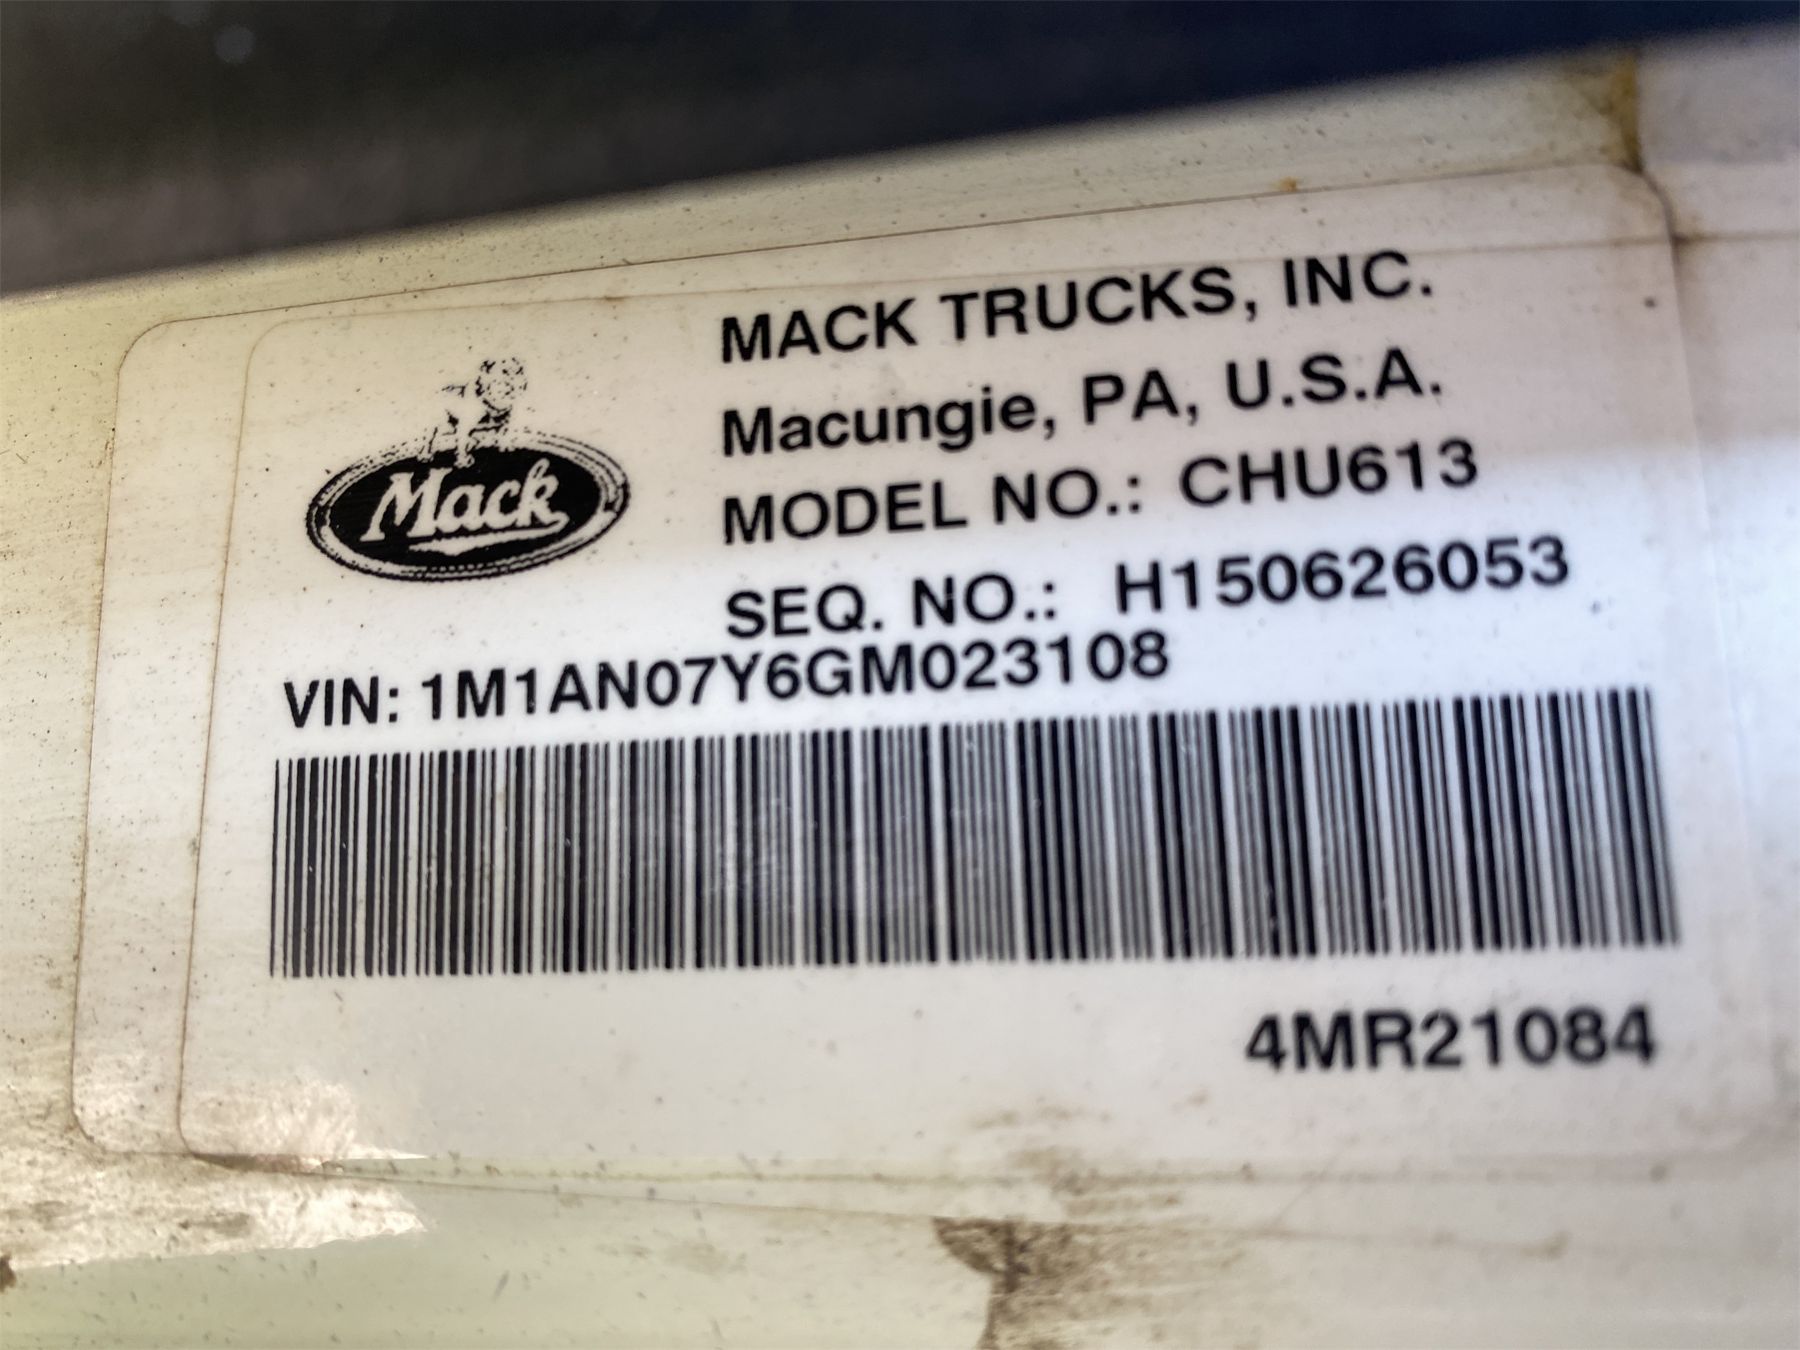 Mack
MACK TRUCKS, INC.
Macungie, PA, U.S.A.
MODEL NO.: CHU613
SEQ. NO.: H150626053
VIN: 1M1AN07Y6GM023108
4MR21084